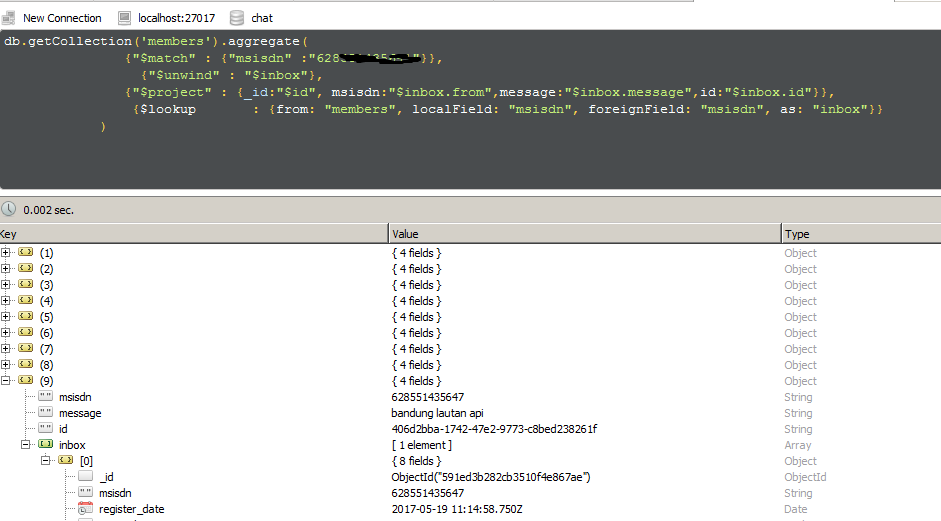 New Connection localhost:27017 chat
db.getCollection('members').aggregate(
{"$match" : {"msisdn" :"628"}},
{"$unwind" : "$inbox"},
{"$project" : {_id:"$id", msisdn:"$inbox.from",message:"$inbox.message",id:"$inbox.id"}},
{$lookup : {from: "members", localField: "msisdn", foreignField: "msisdn", as: "inbox"}}
)
0.002 sec.
Key Value Type
(1) { 4 fields } Object
(2) { 4 fields } Object
(3) { 4 fields } Object
(4) { 4 fields } Object
(5) { 4 fields } Object
(6) { 4 fields } Object
(7) { 4 fields } Object
(8) { 4 fields } Object
(9) { 4 fields } Object
msisdn 628551435647 String
message bandung lautan api String
id 406d2bba-1742-47e2-9773-c8bed238261f String
inbox [ 1 element ] Array
[0] { 8 fields } Object
_id ObjectId("591ed3b282cb3510f4e867ae") ObjectId
msisdn 628551435647 String
register_date 2017-05-19 11:14:58.750Z Date